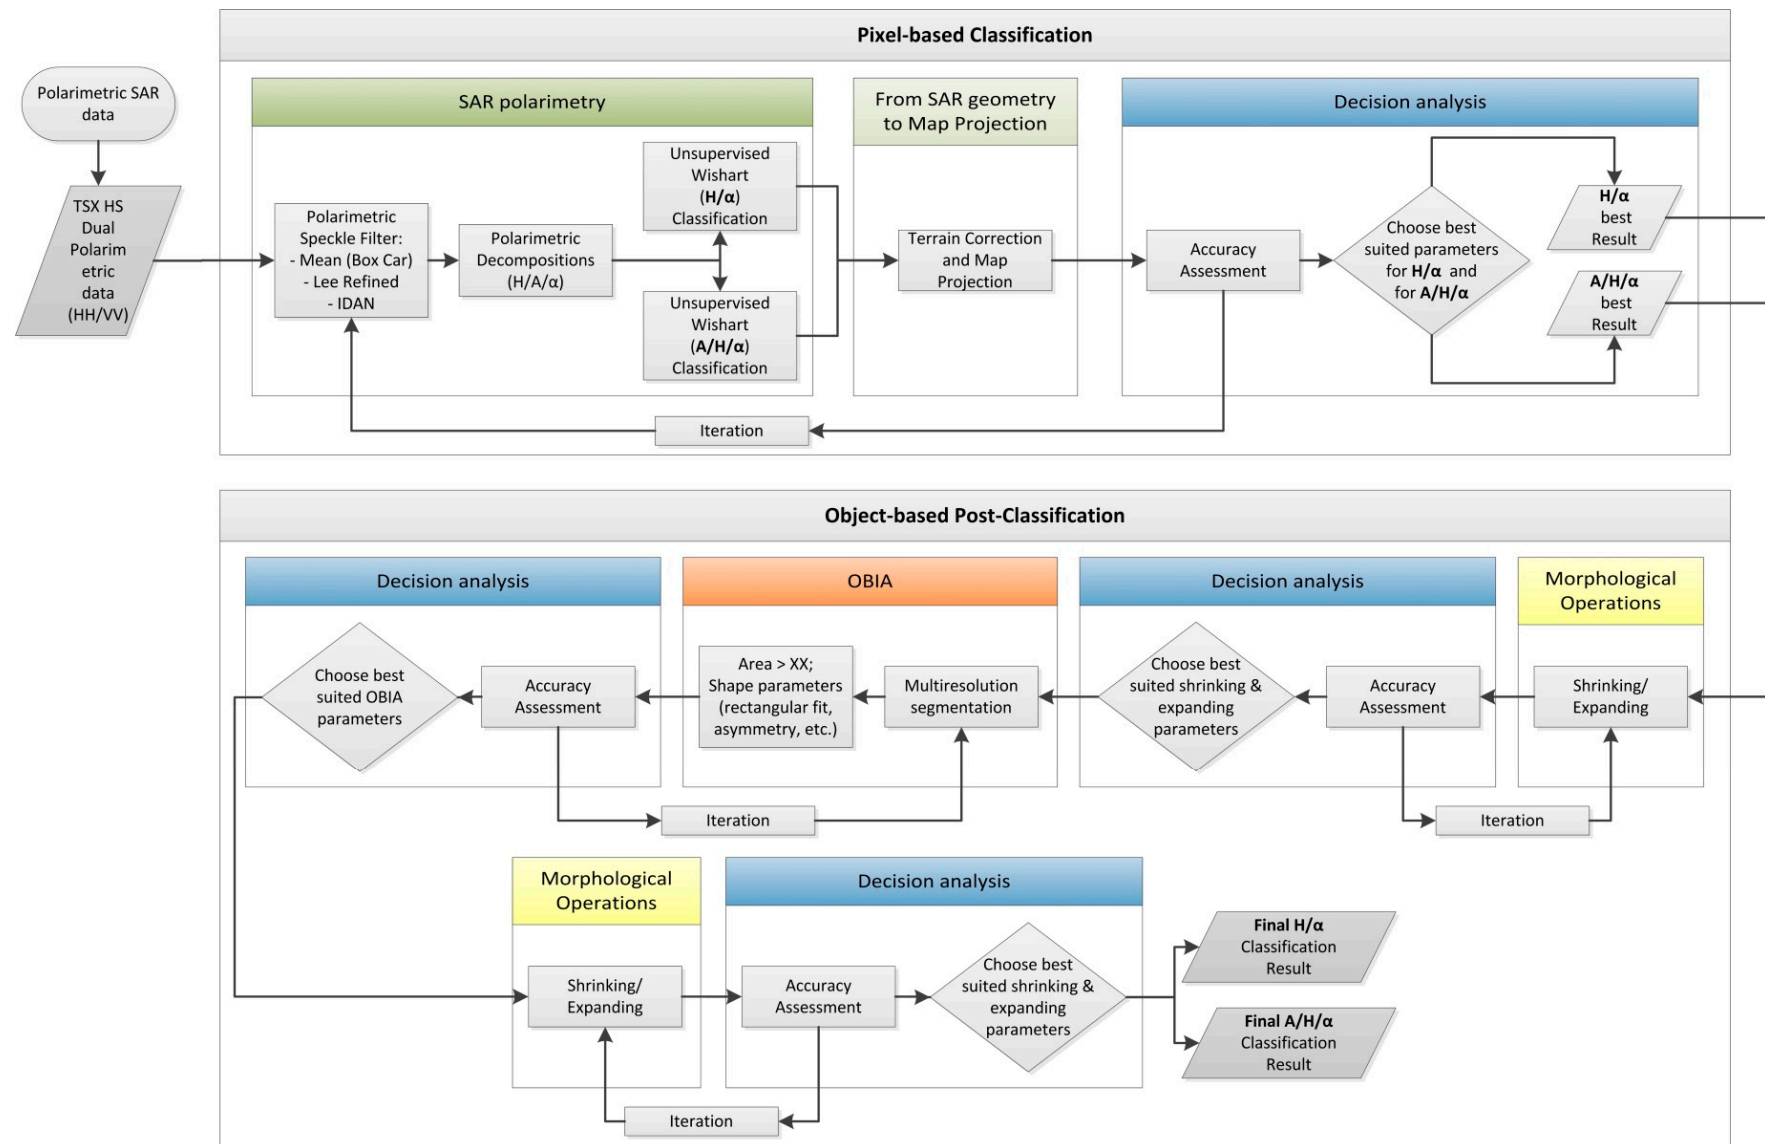 Pixel-based Classification
Polarimetric SAR
data
TSX HS
Dual
Polarim
etric
data
(HH/VV)
SAR polarimetry
Polarimetric
Speckle Filter:
- Mean (Box Car)
- Lee Refined
- IDAN
Polarimetric
Decompositions
(H/A/α)
Unsupervised
Wishart
(H/α)
Classification
Unsupervised
Wishart
(A/H/α)
Classification
From SAR geometry
to Map Projection
Terrain Correction
and Map
Projection
Decision analysis
Accuracy
Assessment
Choose best
suited parameters
for H/α and
for A/H/α
H/α
best
Result
A/H/α
best
Result
Iteration
Object-based Post-Classification
Decision analysis
Choose best
suited OBIA
parameters
Accuracy
Assessment
OBIA
Area > XX;
Shape parameters
(rectangular fit,
asymmetry, etc.)
Multiresolution
segmentation
Decision analysis
Choose best
suited shrinking &
expanding
parameters
Accuracy
Assessment
Morphological
Operations
Shrinking/
Expanding
Iteration
Iteration
Morphological
Operations
Shrinking/
Expanding
Decision analysis
Accuracy
Assessment
Choose best
suited shrinking &
expanding
parameters
Final H/α
Classification
Result
Final A/H/α
Classification
Result
Iteration